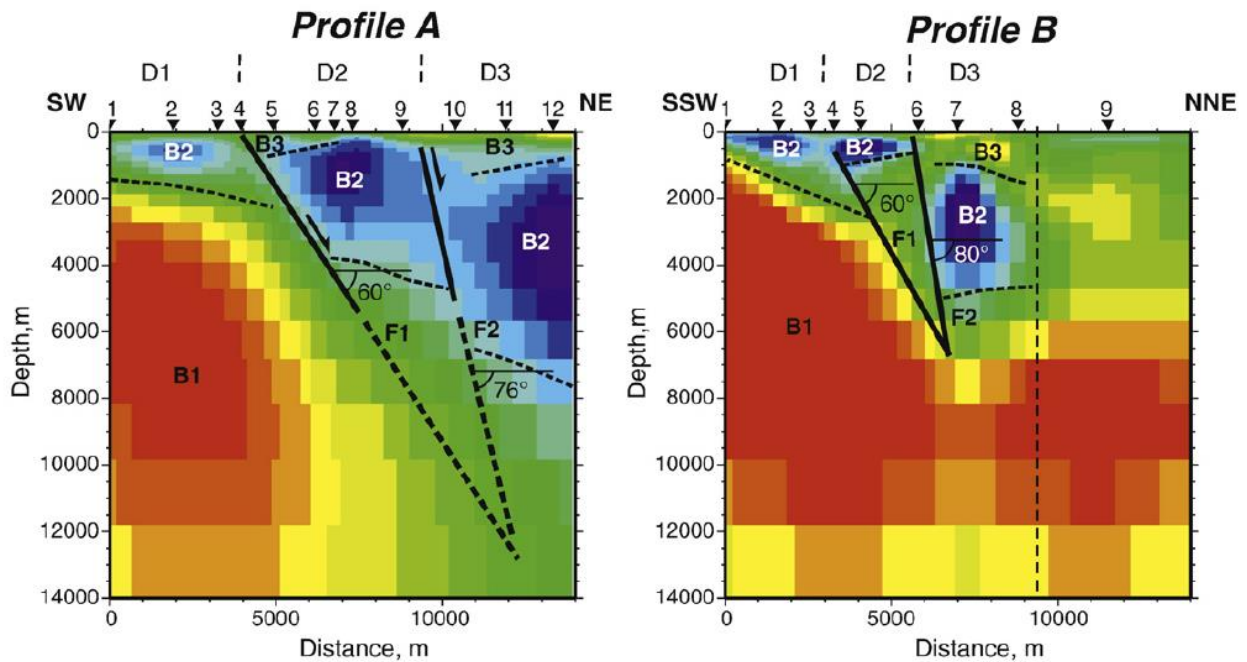 Profile A
D1 D2 D3
SW 1 2 3 4 5 6 7 8 9 10 11 12 NE
0
2000
4000
6000
8000
10000
12000
14000
Depth,m
B2
B3
B2
B3
B2
B1
60°
F1
F2
76°
0 5000 10000
Distance, m
Profile B
D1 D2 D3
SSW 1 2 3 4 5 6 7 8 9 NNE
0
2000
4000
6000
8000
10000
12000
14000
Depth,m
B2
B2
B3
60°
B2
F1
80°
F2
B1
0 5000 10000
Distance, m